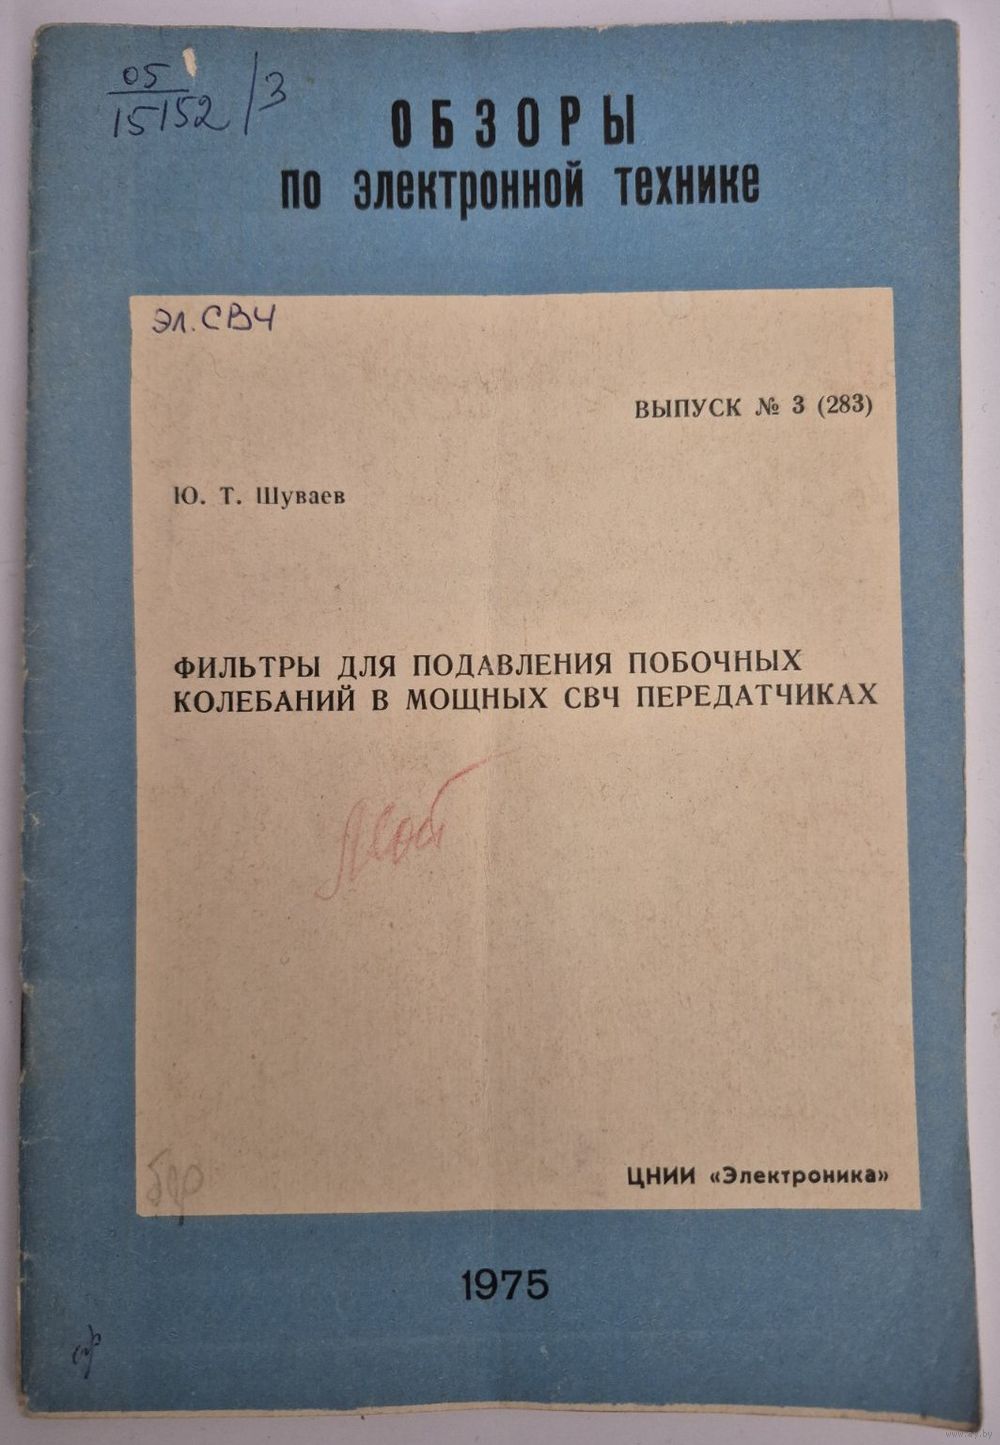 05
15152 /3
ОБЗОРЫ
ПО ЭЛЕКТРОННОЙ ТЕХНИКЕ
Эл. СВЧ
ВЫПУСК № 3 (283)
Ю. Т. Шуваев
ФИЛЬТРЫ ДЛЯ ПОДАВЛЕНИЯ ПОБОЧНЫХ
КОЛЕБАНИЙ В МОЩНЫХ СВЧ ПЕРЕДАТЧИКАХ
ЦНИИ «Электроника»
1975